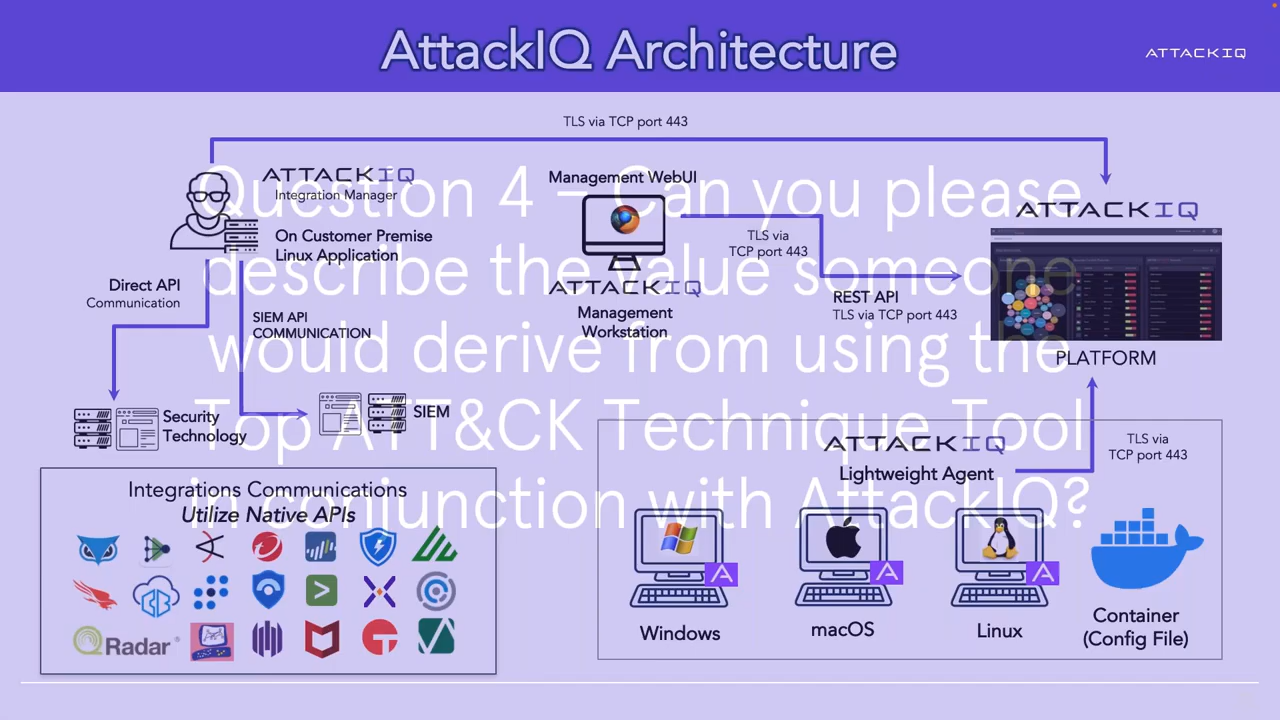 AttackIQ Architecture
ATTACKIQ
TLS via TCP port 443
Question 4 – Can you please
describe the value someone
would derive from using the
Top ATT&CK Technique Tool
in conjunction with AttackIQ?
ATTACKIQ
Integration Manager
On Customer Premise
Linux Application
Direct API
Communication
SIEM API
COMMUNICATION
Security
Technology
SIEM
Management WebUI
ATTACKIQ
Management
Workstation
TLS via
TCP port 443
REST API
TLS via TCP port 443
ATTACKIQ
PLATFORM
TLS via
TCP port 443
ATTACKIQ
Lightweight Agent
Windows
macOS
Linux
Container
(Config File)
Integrations Communications
Utilize Native APIs
QRadar